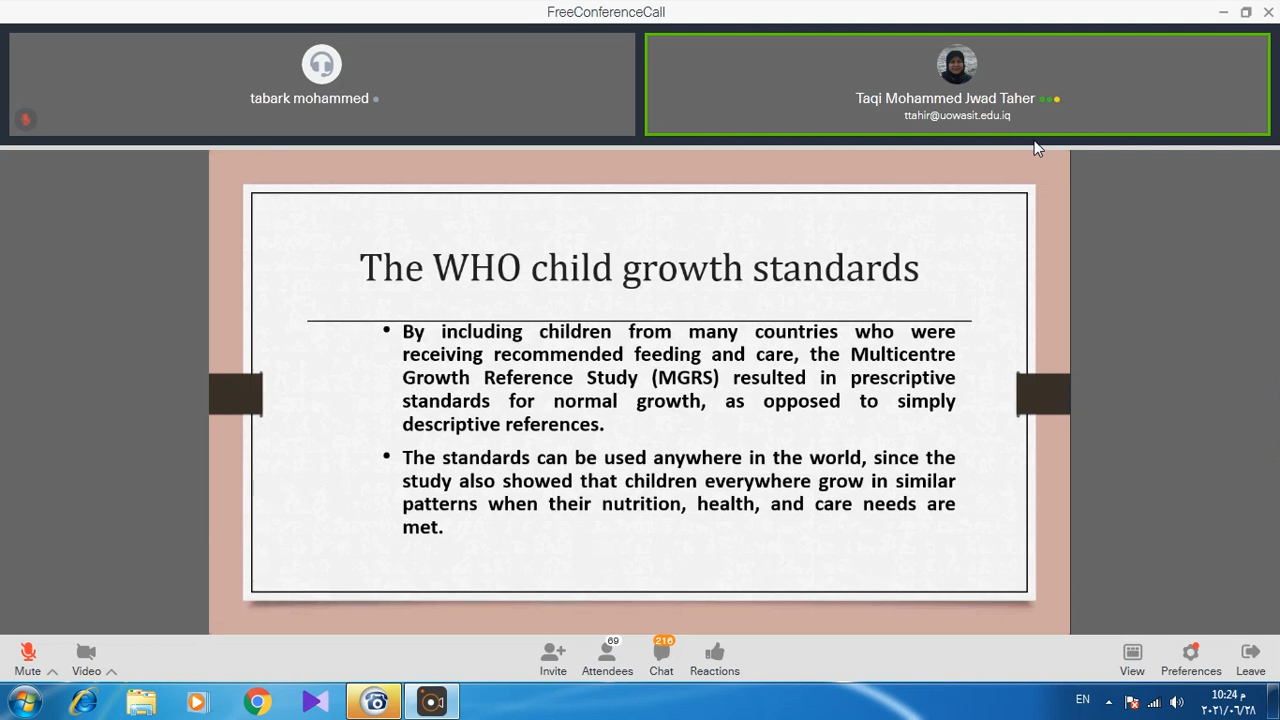 FreeConferenceCall
tabark mohammed
Taqi Mohammed Jwad Taher
ttahir@uowasit.edu.iq
The WHO child growth standards
• By including children from many countries who were
receiving recommended feeding and care, the Multicentre
Growth Reference Study (MGRS) resulted in prescriptive
standards for normal growth, as opposed to simply
descriptive references.
• The standards can be used anywhere in the world, since the
study also showed that children everywhere grow in similar
patterns when their nutrition, health, and care needs are
met.
69
216
Mute
Video
Invite
Attendees
Chat
Reactions
View
Preferences
Leave
EN
10:24 م
٢٠٢١/٠٦/٢٨